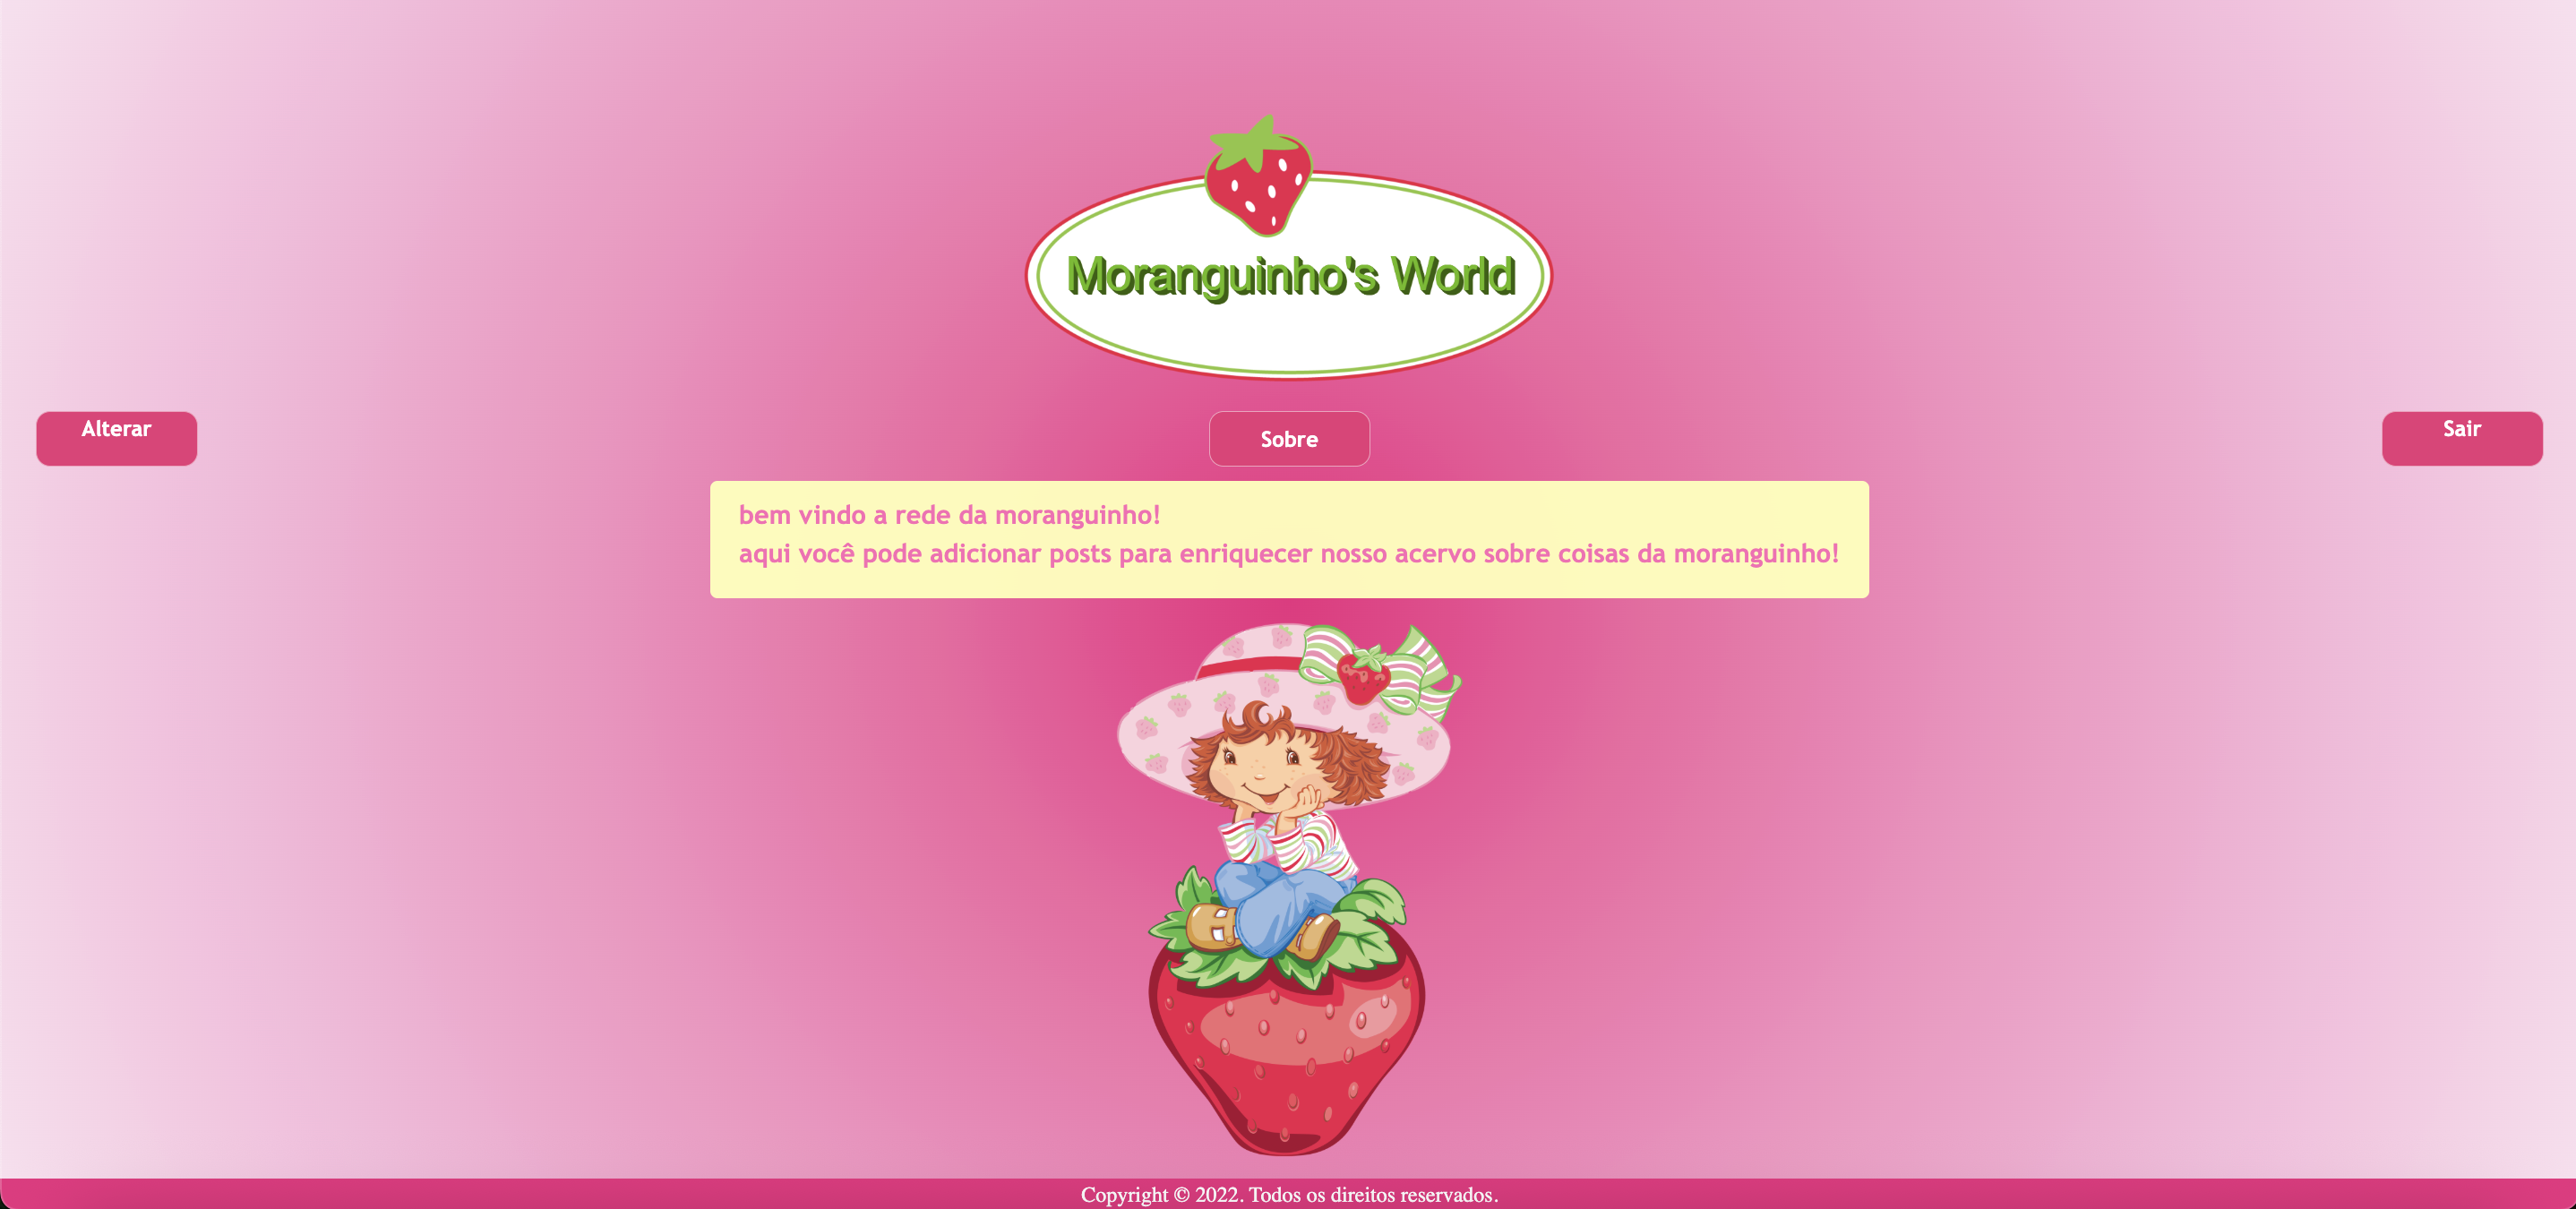 Moranguinho's World
Alterar
Sobre
Sair
bem vindo a rede da moranguinho!
aqui você pode adicionar posts para enriquecer nosso acervo sobre coisas da moranguinho!
Copyright © 2022. Todos os direitos reservados.